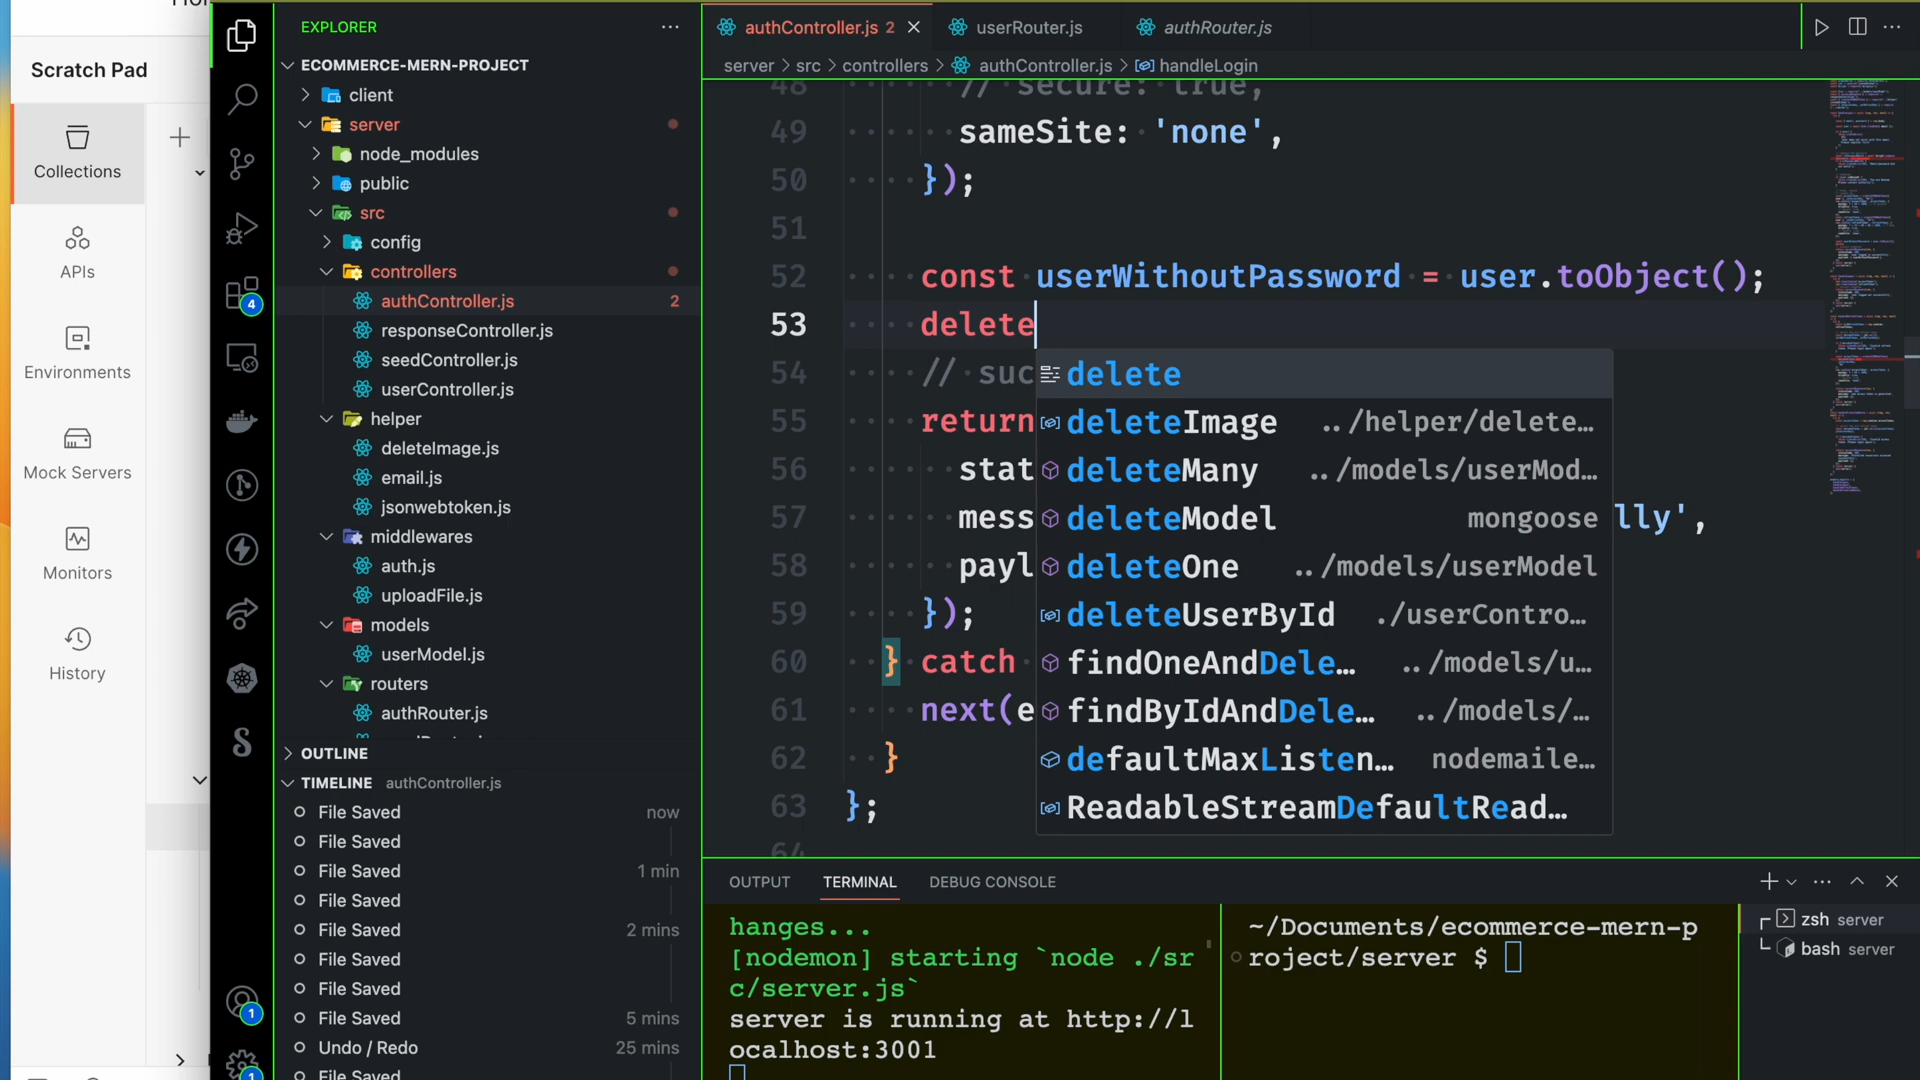 Scratch Pad
Collections
APIs
Environments
Mock Servers
Monitors
History
4
1
1
EXPLORER
ECOMMERCE-MERN-PROJECT
client
server
node_modules
public
src
config
controllers
authController.js 2
responseController.js
seedController.js
userController.js
helper
deleteImage.js
email.js
jsonwebtoken.js
middlewares
auth.js
uploadFile.js
models
userModel.js
routers
authRouter.js
OUTLINE
TIMELINE authController.js
File Saved now
File Saved
File Saved 1 min
File Saved
File Saved 2 mins
File Saved
File Saved
File Saved 5 mins
Undo / Redo 25 mins
File Saved
authController.js 2
userRouter.js
authRouter.js
server > src > controllers > authController.js > handleLogin
48 // secure: true,
49 sameSite: 'none',
50 });
51
52 const userWithoutPassword = user.toObject();
53 delete
54 // suc
55 return
56 stat
57 mess lly',
58 payl
59 });
60 } catch
61 next(e
62 }
63 };
64
delete
deleteImage ../helper/delete…
deleteMany ../models/userMod…
deleteModel mongoose
deleteOne ../models/userModel
deleteUserById ./userContro…
findOneAndDele… ../models/u…
findByIdAndDele… ../models/…
defaultMaxListen… nodemaile…
ReadableStreamDefaultRead…
OUTPUT TERMINAL DEBUG CONSOLE
hanges...
[nodemon] starting `node ./sr
c/server.js`
server is running at http://l
ocalhost:3001
~/Documents/ecommerce-mern-p
roject/server $
zsh server
bash server